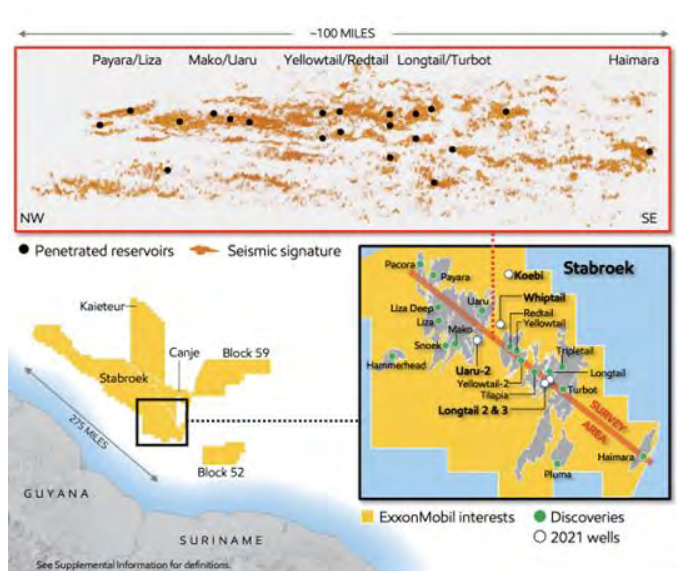 ~100 MILES
Payara/Liza Mako/Uaru Yellowtail/Redtail Longtail/Turbot Haimara
NW SE
Penetrated reservoirs Seismic signature
Kaieteur
Canje
Block 59
Stabroek
275 MILES
Block 52
GUYANA
SURINAME
See Supplemental Information for definitions.
Stabroek
Pacora
Payara
Koebi
Liza Deep
Uaru
Whiptail
Liza
Redtail
Mako
Yellowtail
Snoek
Tripletail
Hammerhead
Uaru-2
Longtail
Yellowtail-2
Tilapia
Turbot
Longtail 2 & 3
SURVEY
AREA
Haimara
Pluma
ExxonMobil interests Discoveries
2021 wells